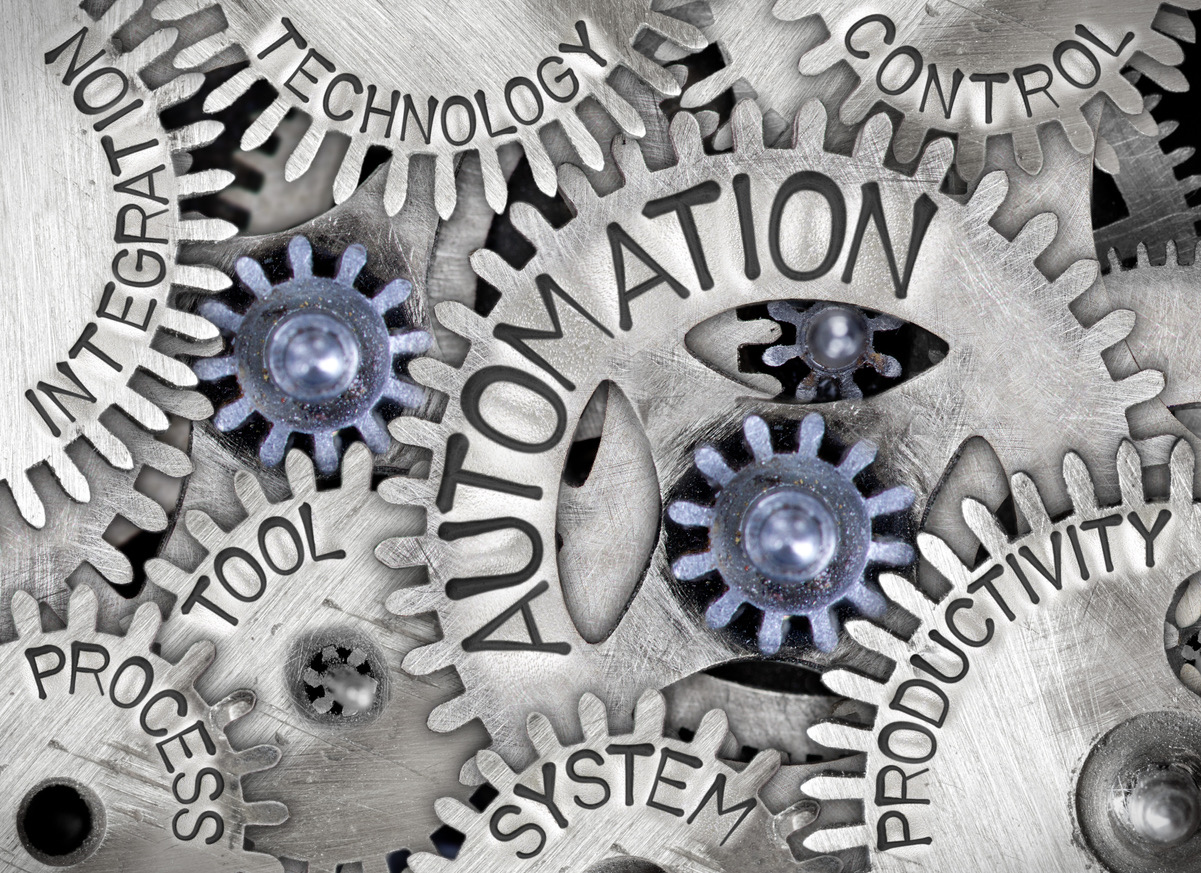 TECHNOLOGY
CONTROL
INTEGRATION
AUTOMATION
TOOL
PRODUCTIVITY
PROCESS
SYSTEM